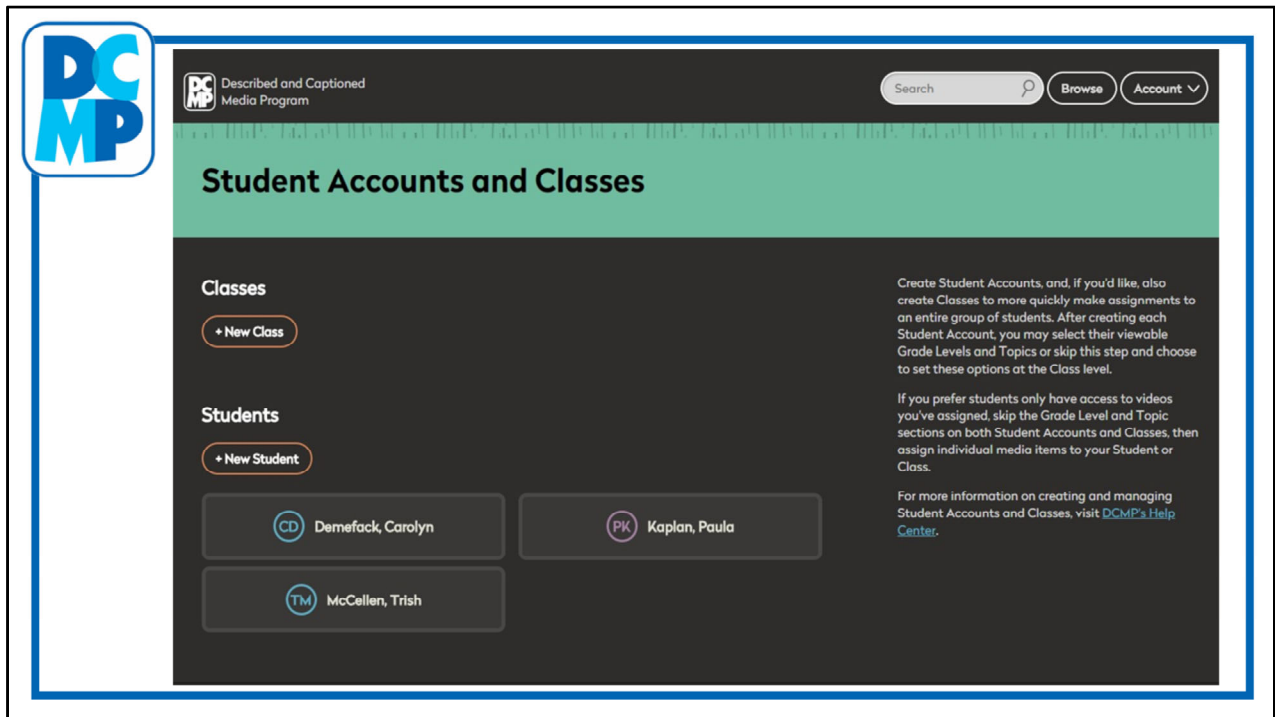 DC
MP
DC
MP
Described and Captioned
Media Program
Search
Browse
Account
Student Accounts and Classes
Classes
+ New Class
Students
+ New Student
CD Demefack, Carolyn
PK Kaplan, Paula
TM McCellen, Trish
Create Student Accounts, and, if you'd like, also
create Classes to more quickly make assignments to
an entire group of students. After creating each
Student Account, you may select their viewable
Grade Levels and Topics or skip this step and choose
to set these options at the Class level.
If you prefer students only have access to videos
you've assigned, skip the Grade Level and Topic
sections on both Student Accounts and Classes, then
assign individual media items to your Student or
Class.
For more information on creating and managing
Student Accounts and Classes, visit DCMP's Help
Center.